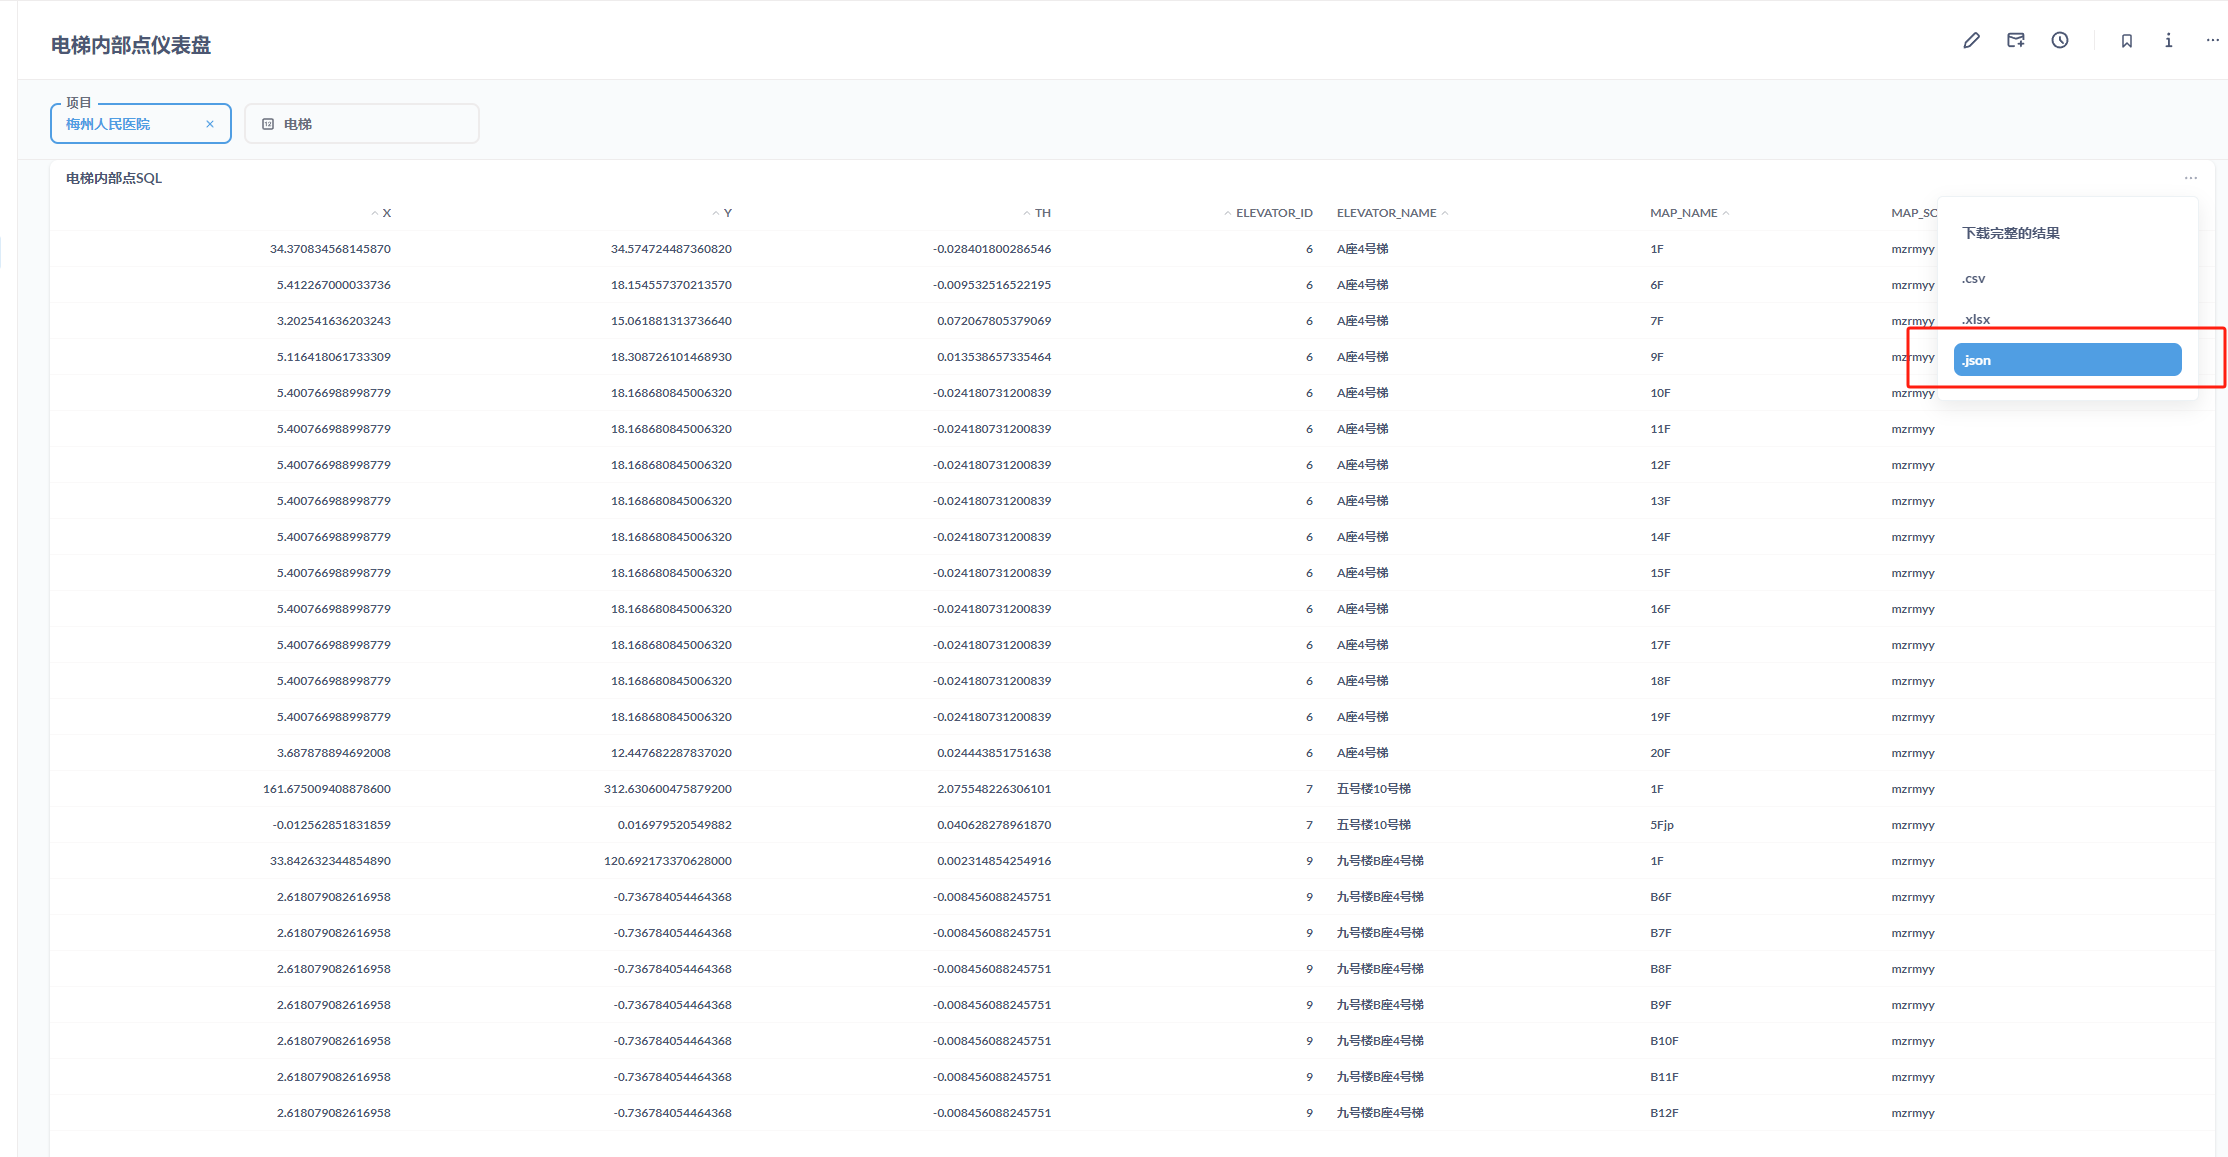 电梯内部点仪表盘
项目
梅州人民医院
电梯
电梯内部点SQL
X Y TH ELEVATOR_ID ELEVATOR_NAME MAP_NAME MAP_SC
34.370834568145870 34.574724487360820 -0.028401800286546 6 A座4号梯 1F mzrmyy
5.412267000033736 18.154557370213570 -0.009532516522195 6 A座4号梯 6F mzrmyy
3.202541636203243 15.061881313736640 0.072067805379069 6 A座4号梯 7F mzrmyy
5.116418061733309 18.308726101468930 0.013538657335464 6 A座4号梯 9F mzrmyy
5.400766988998779 18.168680845006320 -0.024180731200839 6 A座4号梯 10F mzrmyy
5.400766988998779 18.168680845006320 -0.024180731200839 6 A座4号梯 11F mzrmyy
5.400766988998779 18.168680845006320 -0.024180731200839 6 A座4号梯 12F mzrmyy
5.400766988998779 18.168680845006320 -0.024180731200839 6 A座4号梯 13F mzrmyy
5.400766988998779 18.168680845006320 -0.024180731200839 6 A座4号梯 14F mzrmyy
5.400766988998779 18.168680845006320 -0.024180731200839 6 A座4号梯 15F mzrmyy
5.400766988998779 18.168680845006320 -0.024180731200839 6 A座4号梯 16F mzrmyy
5.400766988998779 18.168680845006320 -0.024180731200839 6 A座4号梯 17F mzrmyy
5.400766988998779 18.168680845006320 -0.024180731200839 6 A座4号梯 18F mzrmyy
5.400766988998779 18.168680845006320 -0.024180731200839 6 A座4号梯 19F mzrmyy
3.687878894692008 12.447682287837020 0.024443851751638 6 A座4号梯 20F mzrmyy
161.675009408878600 312.630600475879200 2.075548226306101 7 五号楼10号梯 1F mzrmyy
-0.012562851831859 0.016979520549882 0.040628278961870 7 五号楼10号梯 5Fjp mzrmyy
33.842632344854890 120.692173370628000 0.002314854254916 9 九号楼B座4号梯 1F mzrmyy
2.618079082616958 -0.736784054464368 -0.008456088245751 9 九号楼B座4号梯 B6F mzrmyy
2.618079082616958 -0.736784054464368 -0.008456088245751 9 九号楼B座4号梯 B7F mzrmyy
2.618079082616958 -0.736784054464368 -0.008456088245751 9 九号楼B座4号梯 B8F mzrmyy
2.618079082616958 -0.736784054464368 -0.008456088245751 9 九号楼B座4号梯 B9F mzrmyy
2.618079082616958 -0.736784054464368 -0.008456088245751 9 九号楼B座4号梯 B10F mzrmyy
2.618079082616958 -0.736784054464368 -0.008456088245751 9 九号楼B座4号梯 B11F mzrmyy
2.618079082616958 -0.736784054464368 -0.008456088245751 9 九号楼B座4号梯 B12F mzrmyy
下载完整的结果
.csv
.xlsx
.json